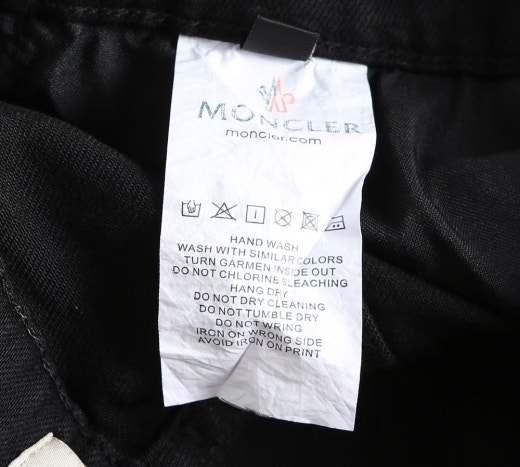 MONCLER
moncler.com
HAND WASH
WASH WITH SIMILAR COLORS
TURN GARMEN INSIDE OUT
DO NOT CHLORINE BLEACHING
HANG DRY
DO NOT DRY CLEANING
DO NOT TUMBLE DRY
DO NOT WRING
IRON ON WRONG SIDE
AVOID IRON ON PRINT